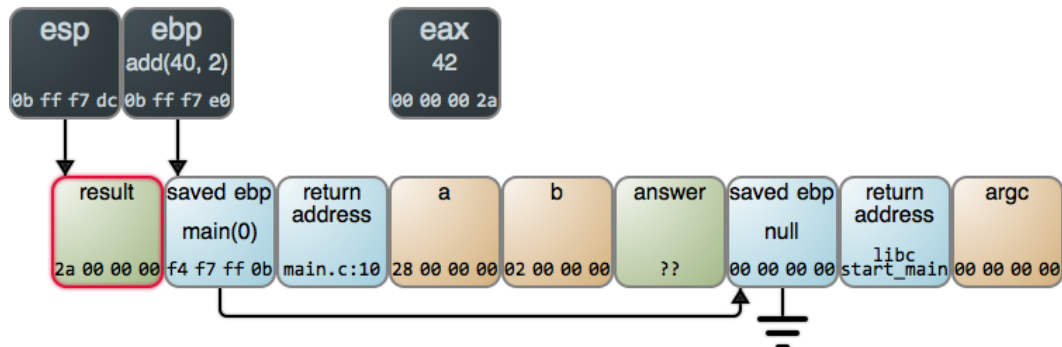 esp
0b ff f7 dc
ebp
add(40, 2)
0b ff f7 e0
eax
42
00 00 00 2a
result
2a 00 00 00
saved ebp
main(0)
f4 f7 ff 0b
return
address
main.c:10
a
28 00 00 00
b
02 00 00 00
answer
??
saved ebp
null
00 00 00 00
return
address
libc
start_main
argc
00 00 00 00